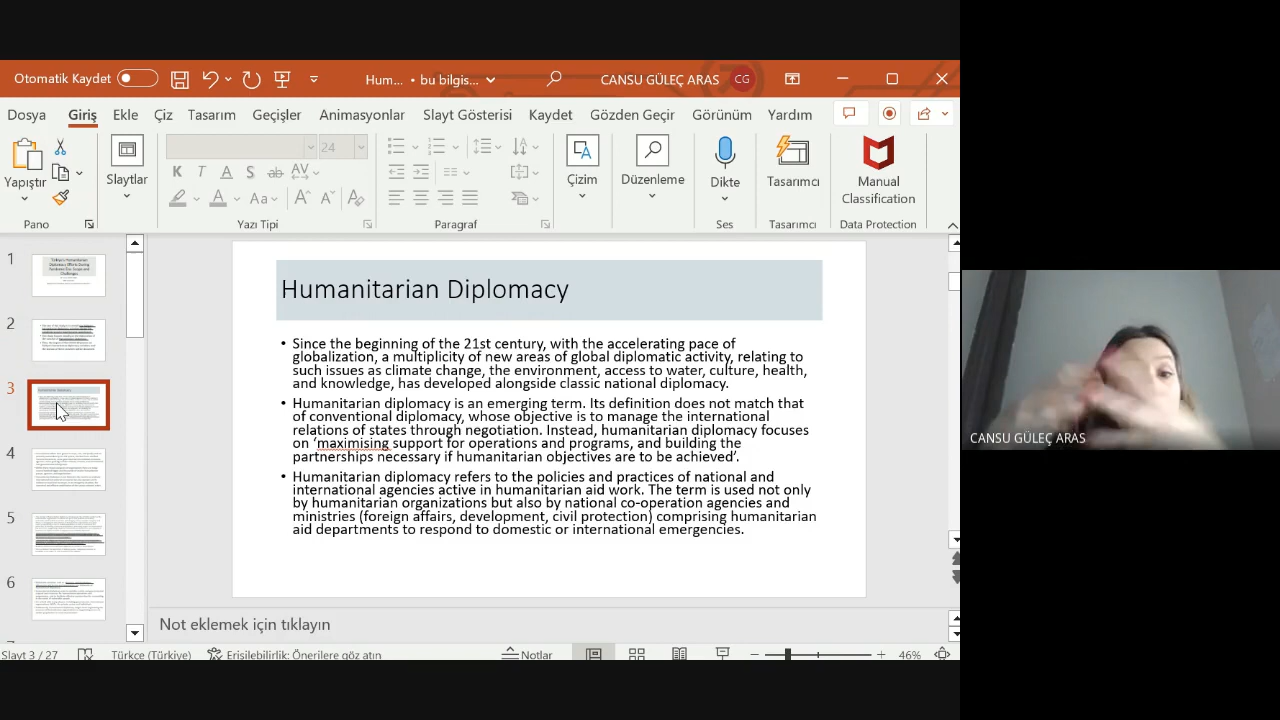 Otomatik Kaydet
Hum... • bu bilgis...
CANSU GÜLEÇ ARAS
CG
Dosya Giriş Ekle Çiz Tasarım Geçişler Animasyonlar Slayt Gösterisi Kaydet Gözden Geçir Görünüm Yardım
24
Yapıştır
Slaytlar
K T A S ab AV
A Aa A A A
Çizim
Düzenleme
Dikte
Tasarımcı
Manual
Classification
Pano
Yazı Tipi
Paragraf
Ses
Tasarımcı
Data Protection
1
2
3
4
5
6
Humanitarian Diplomacy
• Since the beginning of the 21st century, with the accelerating pace of
globalization, a multiplicity of new areas of global diplomatic activity, relating to
such issues as climate change, the environment, access to water, culture, health,
and knowledge, has developed alongside classic national diplomacy.
• Humanitarian diplomacy is an emerging term. Its definition does not match that
of conventional diplomacy, whose objective is to manage the international
relations of states through negotiation. Instead, humanitarian diplomacy focuses
on ‘maximising support for operations and programs, and building the
partnerships necessary if humanitarian objectives are to be achieved’.
• Humanitarian diplomacy refers to the policies and practices of national and
international agencies active in humanitarian aid work. The term is used not only
by humanitarian organizations but also by national co-operation agencies and
ministries (foreign affairs, development, civil protection) comprising humanitarian
aid departments to respond to domestic or international emergencies.
CANSU GÜLEÇ ARAS
Not eklemek için tıklayın
Slayt 3 / 27
Türkçe (Türkiye)
Erişilebilirlik: Önerilere göz atın
Notlar
46%